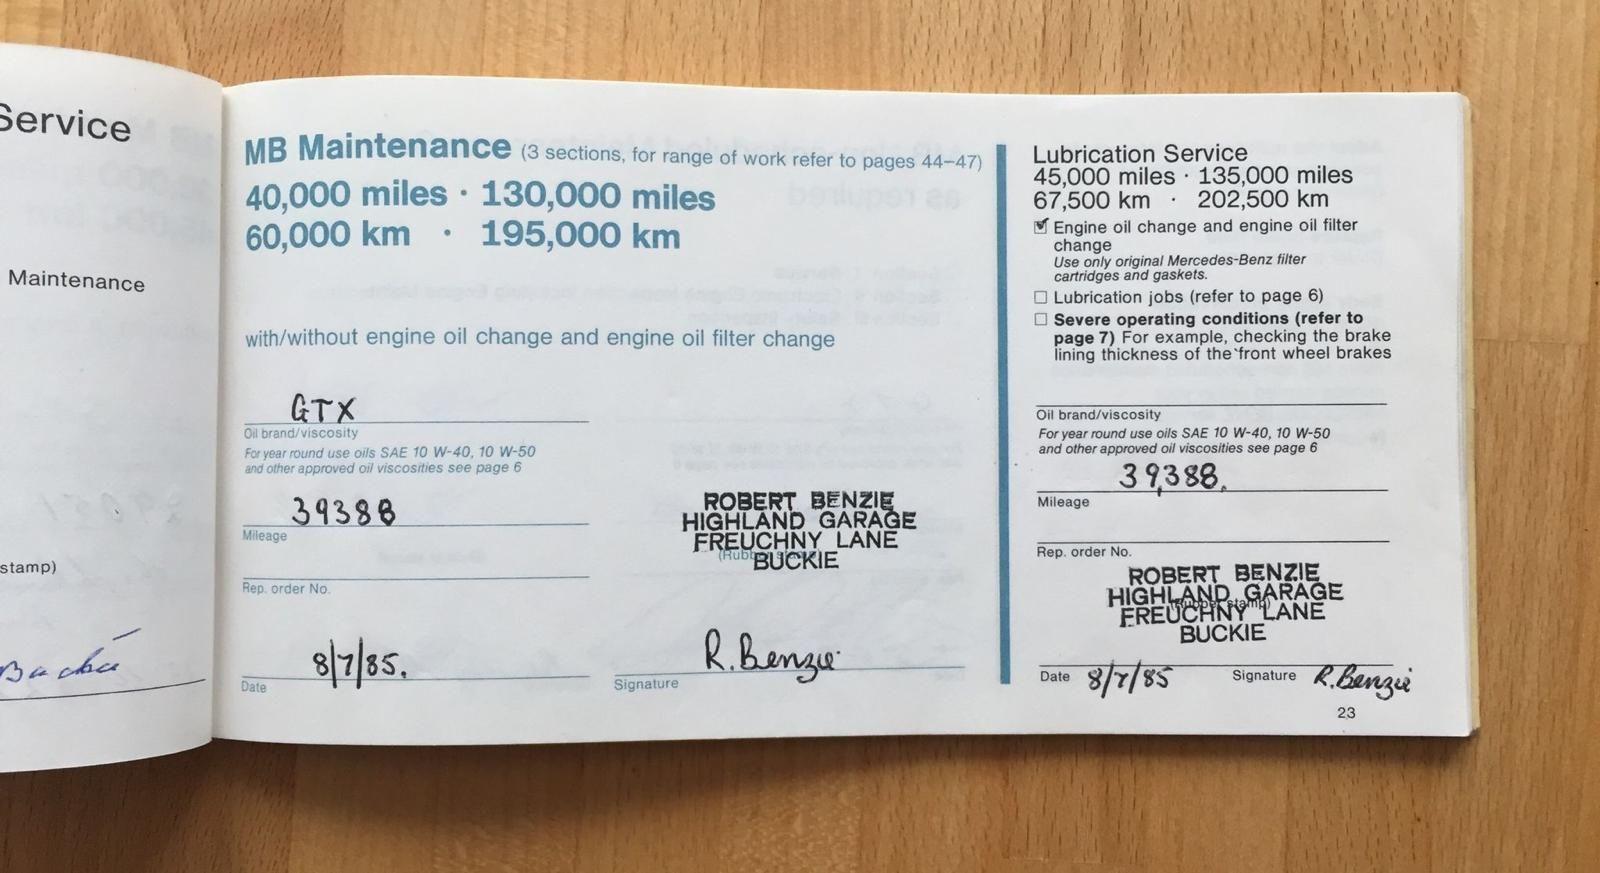 Service
Maintenance
stamp)
MB Maintenance (3 sections, for range of work refer to pages 44–47)
40,000 miles · 130,000 miles
60,000 km · 195,000 km
with/without engine oil change and engine oil filter change
GTX
Oil brand/viscosity
For year round use oils SAE 10 W-40, 10 W-50
and other approved oil viscosities see page 6
39388
Mileage
Rep. order No.
ROBERT BENZIE
HIGHLAND GARAGE
FREUCHNY LANE
(Rubber stamp)
BUCKIE
8/7/85.
Date
R. Benzie
Signature
Lubrication Service
45,000 miles · 135,000 miles
67,500 km · 202,500 km
Engine oil change and engine oil filter
change
Use only original Mercedes-Benz filter
cartridges and gaskets.
Lubrication jobs (refer to page 6)
Severe operating conditions (refer to
page 7) For example, checking the brake
lining thickness of the front wheel brakes
Oil brand/viscosity
For year round use oils SAE 10 W-40, 10 W-50
and other approved oil viscosities see page 6
39,388.
Mileage
Rep. order No.
ROBERT BENZIE
HIGHLAND GARAGE
(Rubber stamp)
FREUCHNY LANE
BUCKIE
Date 8/7/85 Signature R. Benzie
23